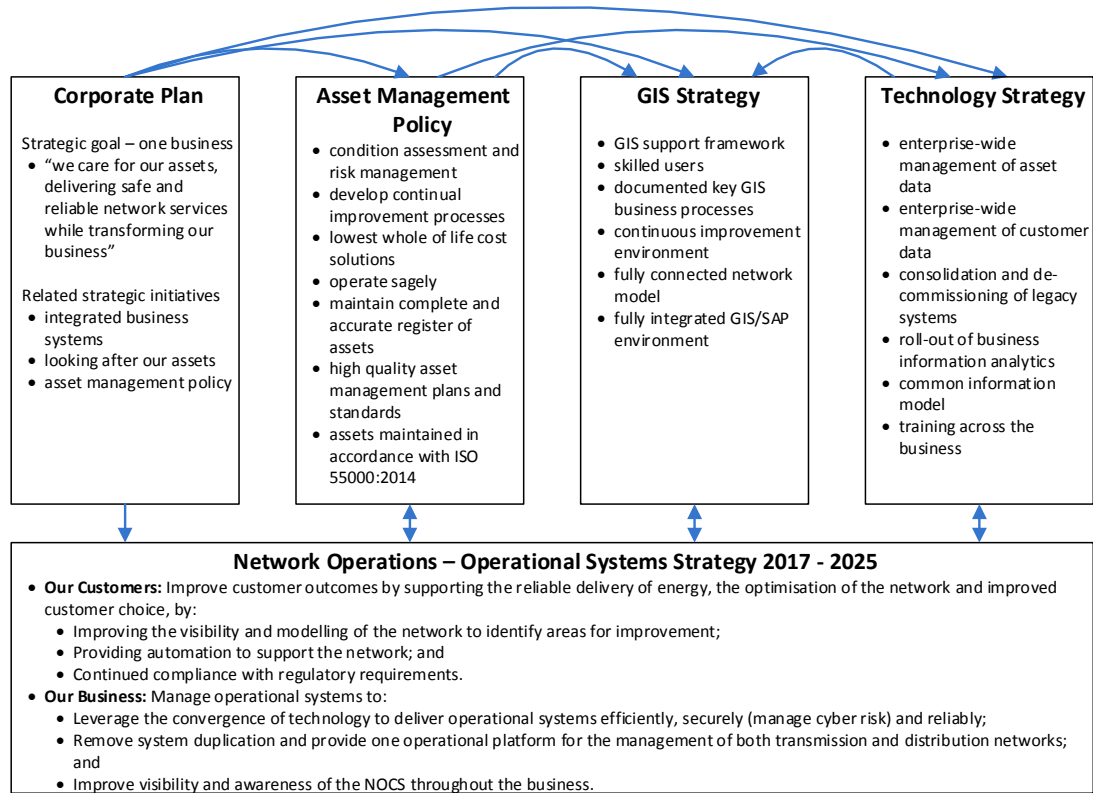 Corporate Plan
Strategic goal – one business
• “we care for our assets,
delivering safe and
reliable network services
while transforming our
business”
Related strategic initiatives
• integrated business
systems
• looking after our assets
• asset management policy
Asset Management
Policy
• condition assessment and
risk management
• develop continual
improvement processes
• lowest whole of life cost
solutions
• operate sagely
• maintain complete and
accurate register of
assets
• high quality asset
management plans and
standards
• assets maintained in
accordance with ISO
55000:2014
GIS Strategy
• GIS support framework
• skilled users
• documented key GIS
business processes
• continuous improvement
environment
• fully connected network
model
• fully integrated GIS/SAP
environment
Technology Strategy
• enterprise-wide
management of asset
data
• enterprise-wide
management of customer
data
• consolidation and de-
commissioning of legacy
systems
• roll-out of business
information analytics
• common information
model
• training across the
business
Network Operations – Operational Systems Strategy 2017 - 2025
• Our Customers: Improve customer outcomes by supporting the reliable delivery of energy, the optimisation of the network and improved
customer choice, by:
• Improving the visibility and modelling of the network to identify areas for improvement;
• Providing automation to support the network; and
• Continued compliance with regulatory requirements.
• Our Business: Manage operational systems to:
• Leverage the convergence of technology to deliver operational systems efficiently, securely (manage cyber risk) and reliably;
• Remove system duplication and provide one operational platform for the management of both transmission and distribution networks;
and
• Improve visibility and awareness of the NOCS throughout the business.